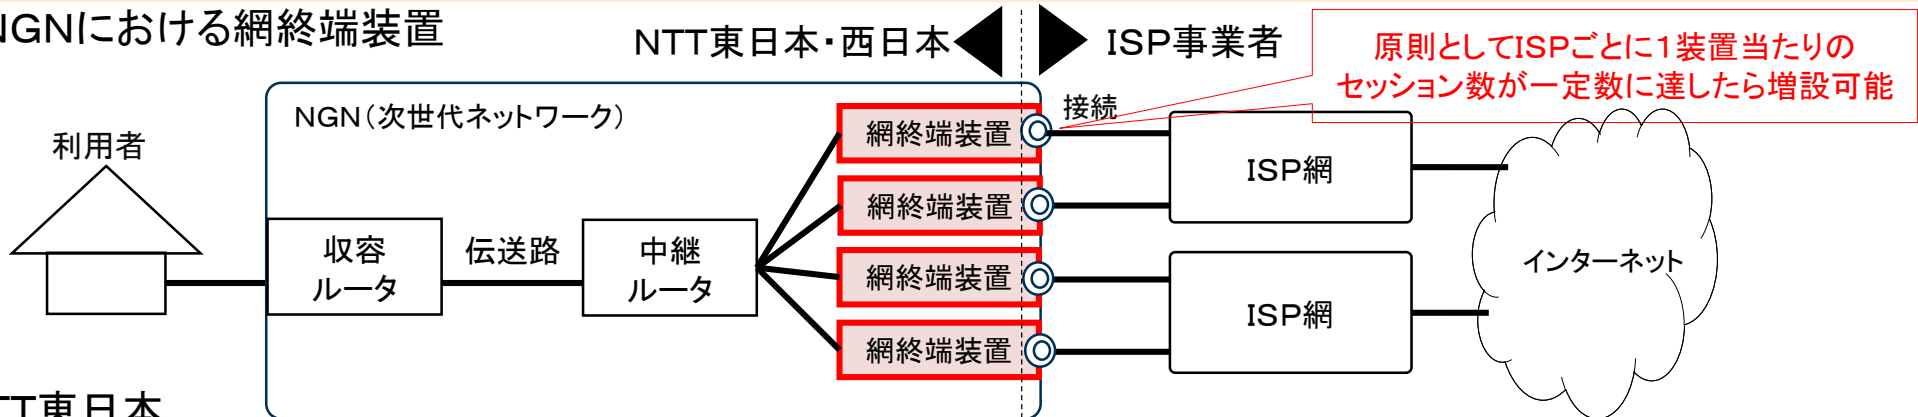 NGNにおける網終端装置
NTT東日本・西日本
ISP事業者
原則としてISPごとに１装置当たりの
セッション数が一定数に達したら増設可能
NGN（次世代ネットワーク）
接続
利用者
網終端装置
ISP網
網終端装置
収容
ルータ
伝送路
中継
ルータ
網終端装置
インターネット
ISP網
網終端装置
TT東日本